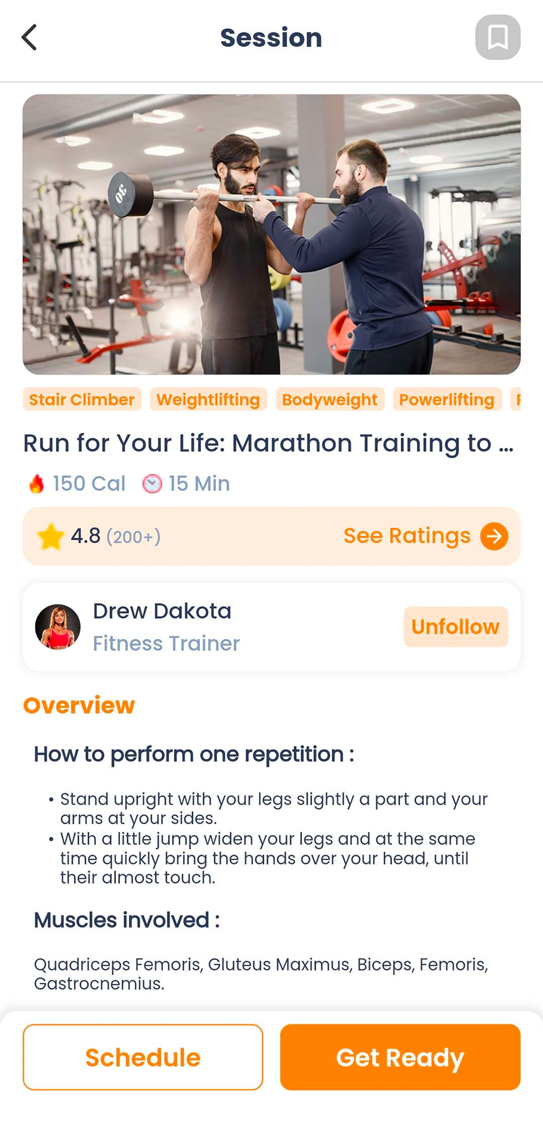 Session
30
Stair Climber Weightlifting Bodyweight Powerlifting
Run for Your Life: Marathon Training to ...
150 Cal 15 Min
4.8 (200+) See Ratings
Drew Dakota
Fitness Trainer
Unfollow
Overview
How to perform one repetition :
• Stand upright with your legs slightly a part and your
arms at your sides.
• With a little jump widen your legs and at the same
time quickly bring the hands over your head, until
their almost touch.
Muscles involved :
Quadriceps Femoris, Gluteus Maximus, Biceps, Femoris,
Gastrocnemius.
Schedule Get Ready